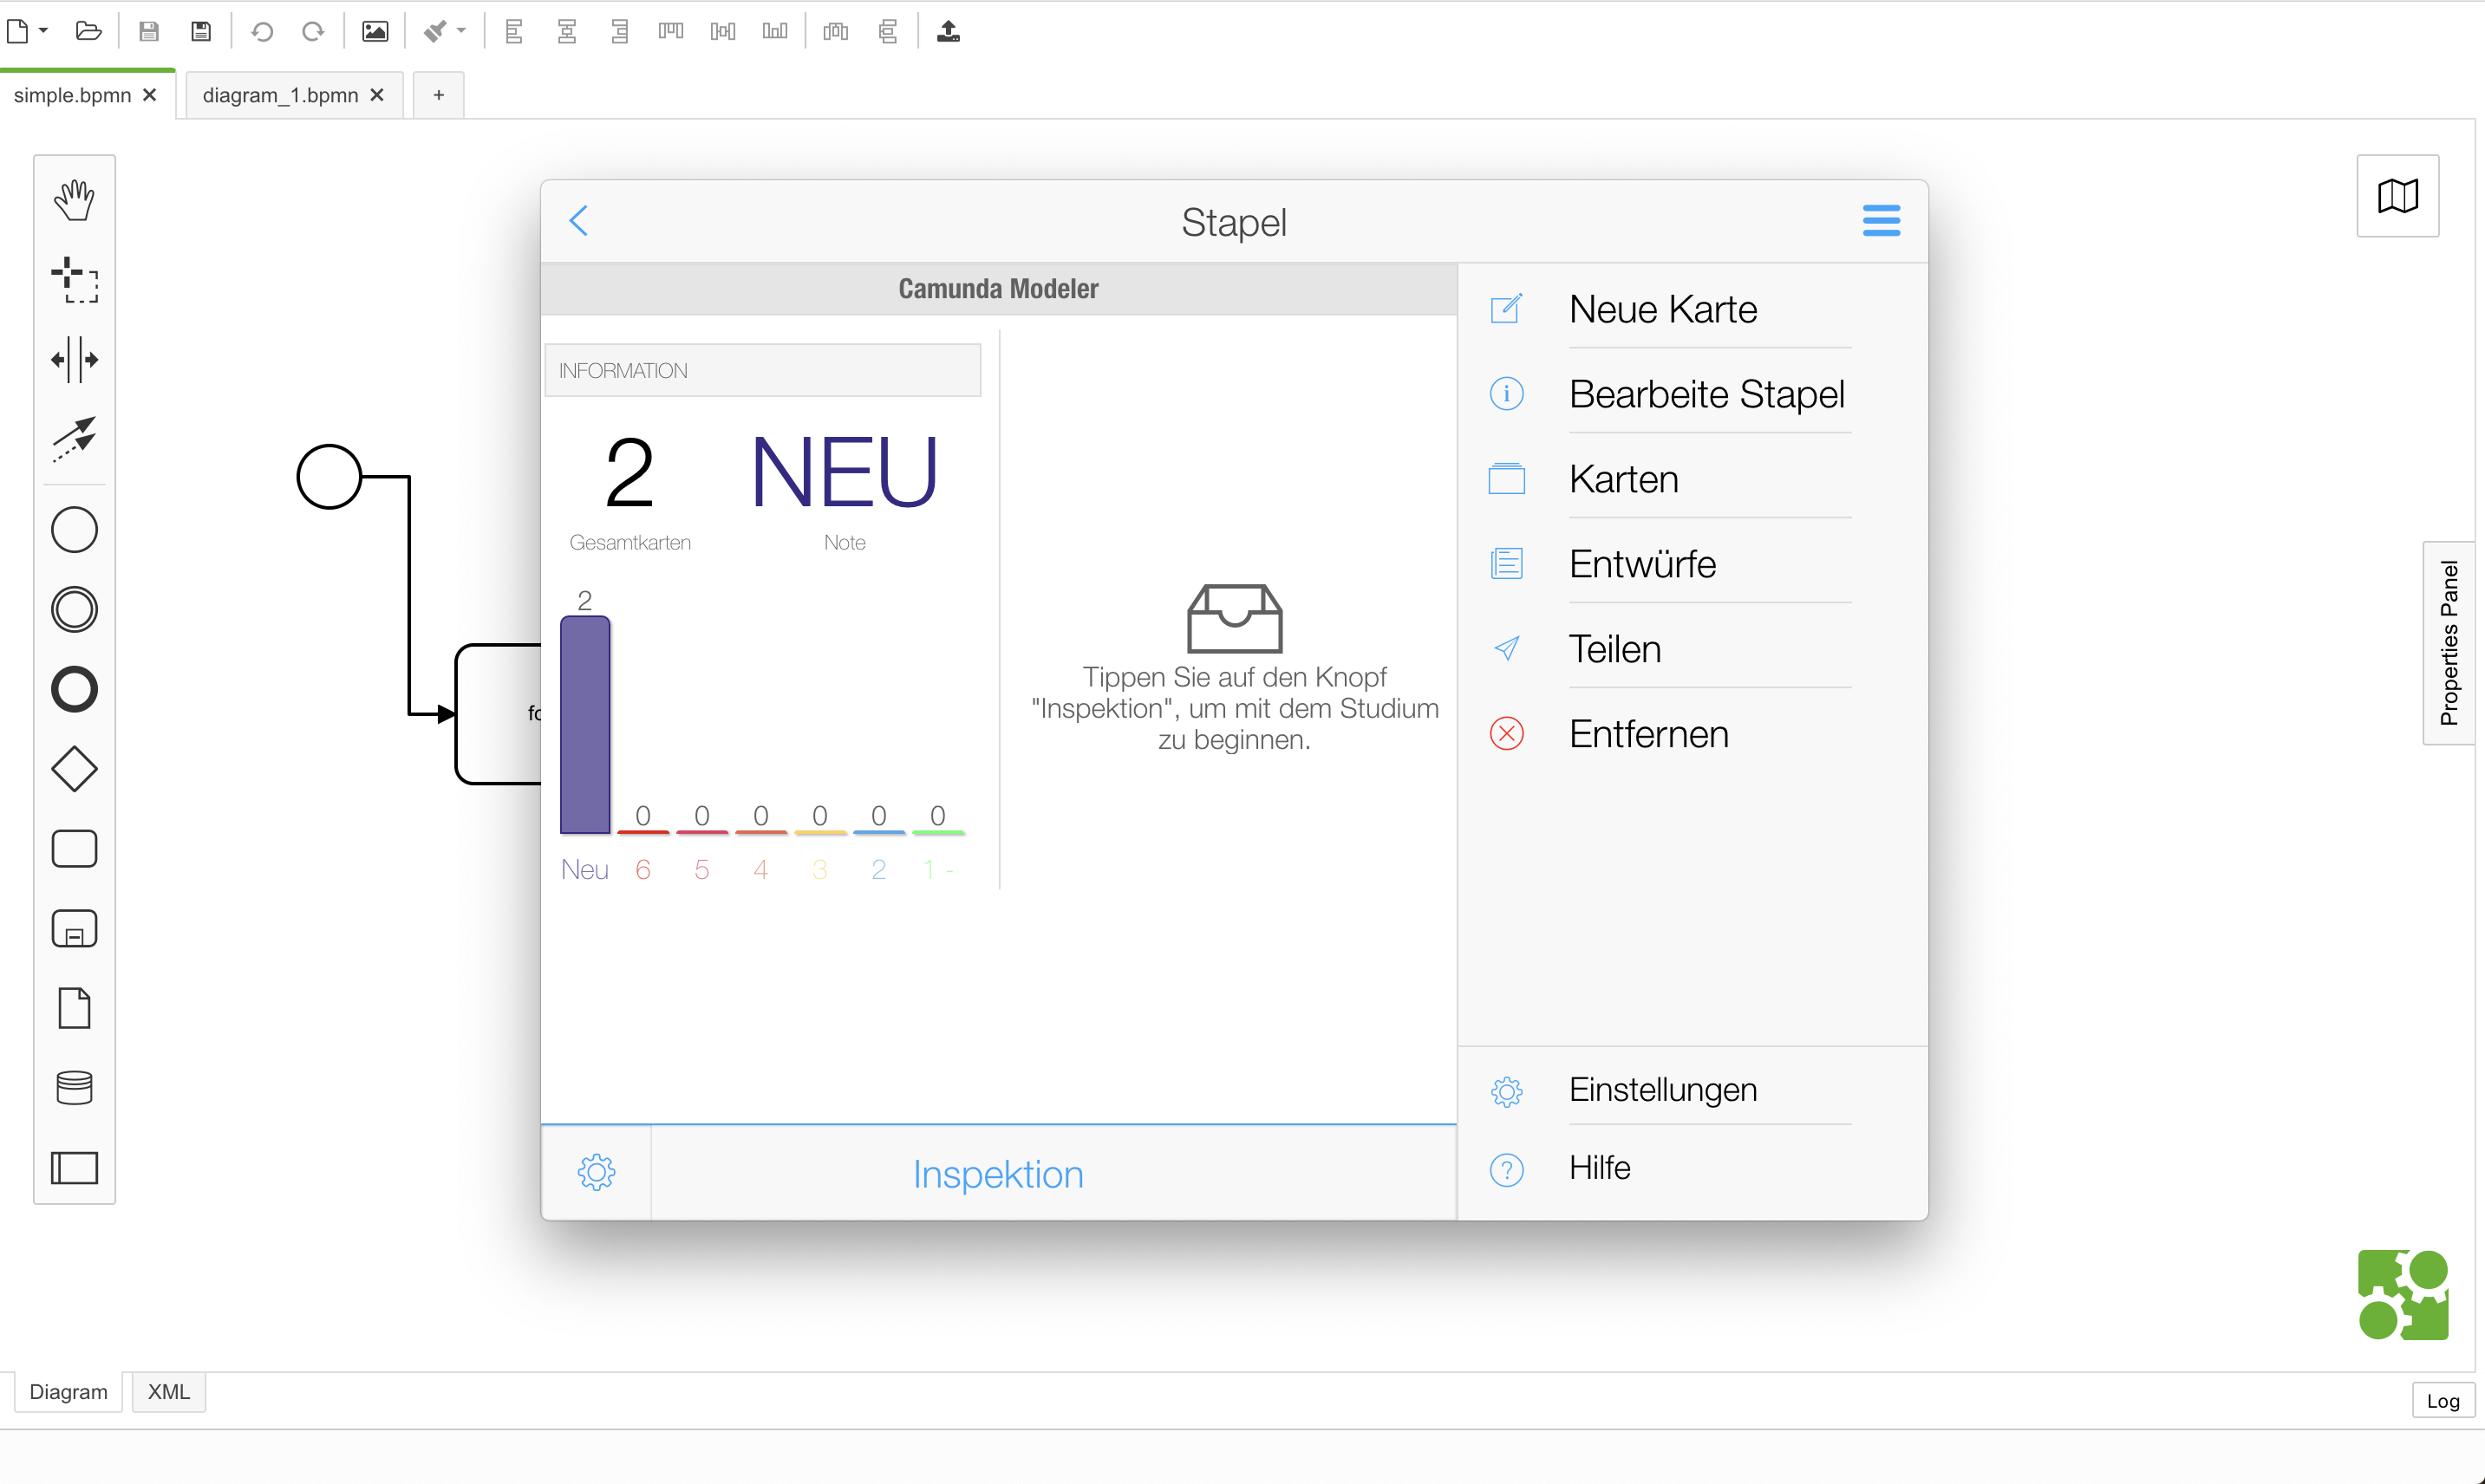 simple.bpmn
diagram_1.bpmn
+
Stapel
Camunda Modeler
INFORMATION
2 NEU
Gesamtkarten Note
2
0 0 0 0 0 0
Neu 6 5 4 3 2 1 -
Tippen Sie auf den Knopf
"Inspektion", um mit dem Studium
zu beginnen.
Inspektion
Neue Karte
Bearbeite Stapel
Karten
Entwürfe
Teilen
Entfernen
Einstellungen
Hilfe
Properties Panel
Diagram
XML
Log